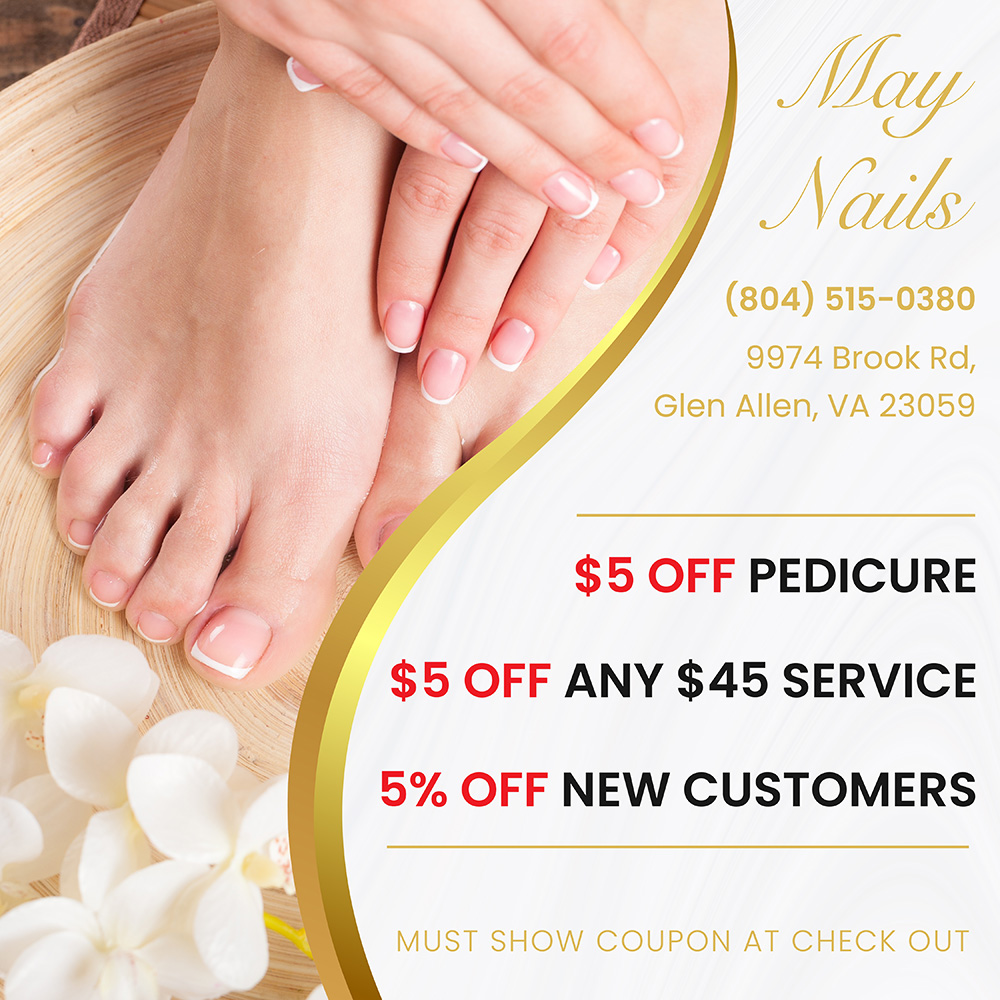 May
Nails
(804) 515-0380
9974 Brook Rd,
Glen Allen, VA 23059
$5 OFF PEDICURE
$5 OFF ANY $45 SERVICE
5% OFF NEW CUSTOMERS
MUST SHOW COUPON AT CHECK OUT